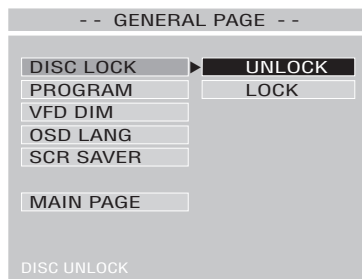 - - GENERAL PAGE - -
DISC LOCK UNLOCK
PROGRAM LOCK
VFD DIM
OSD LANG
SCR SAVER
MAIN PAGE
DISC UNLOCK